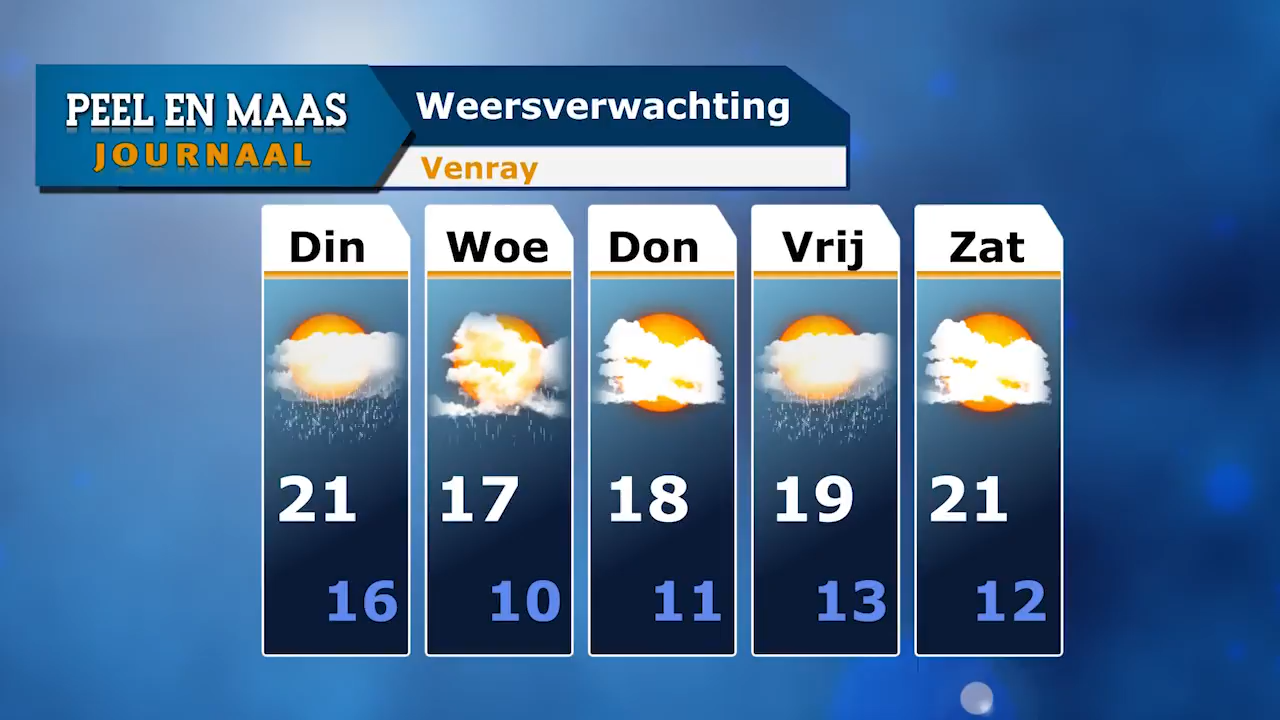 PEEL EN MAAS
JOURNAAL
Weersverwachting
Venray
Din Woe Don Vrij Zat
21 17 18 19 21
16 10 11 13 12